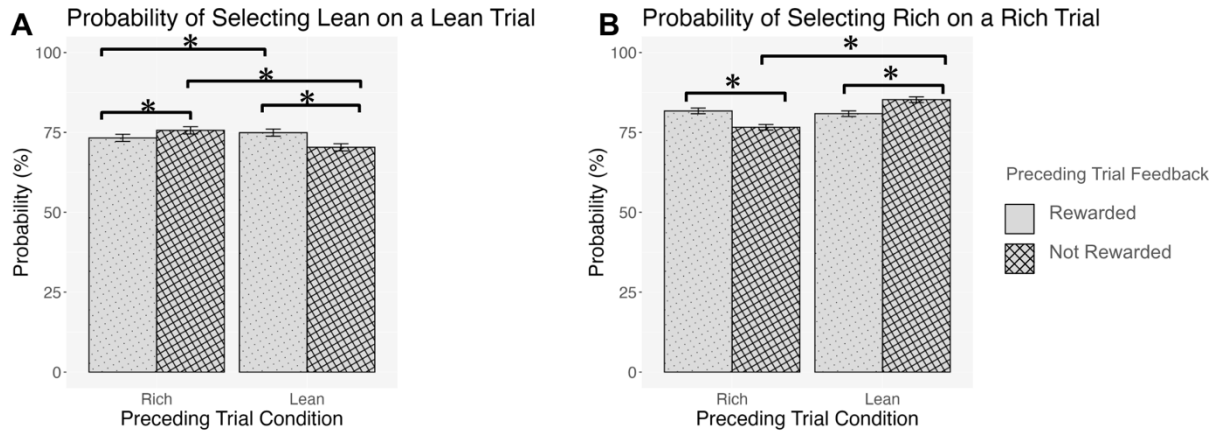 A
Probability of Selecting Lean on a Lean Trial
100
75
50
25
0
Probability (%)
*
*
*
*
Rich
Lean
Preceding Trial Condition
B
Probability of Selecting Rich on a Rich Trial
100
75
50
25
0
Probability (%)
*
*
*
Rich
Lean
Preceding Trial Condition
Preceding Trial Feedback
Rewarded
Not Rewarded